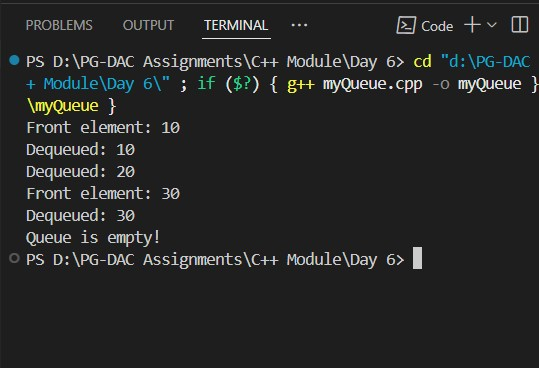 PROBLEMS OUTPUT TERMINAL ··· Code
PS D:\PG-DAC Assignments\C++ Module\Day 6> cd "d:\PG-DAC
+ Module\Day 6\" ; if ($?) { g++ myQueue.cpp -o myQueue }
\myQueue }
Front element: 10
Dequeued: 10
Dequeued: 20
Front element: 30
Dequeued: 30
Queue is empty!
PS D:\PG-DAC Assignments\C++ Module\Day 6>